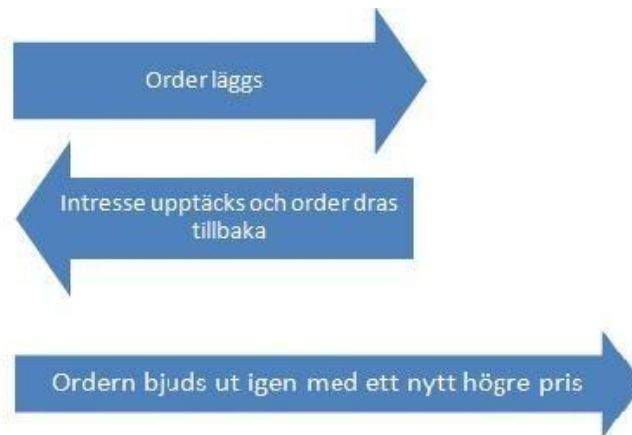 Order läggs
Intresse upptäcks och order dras
tillbaka
Ordern bjuds ut igen med ett nytt högre pris